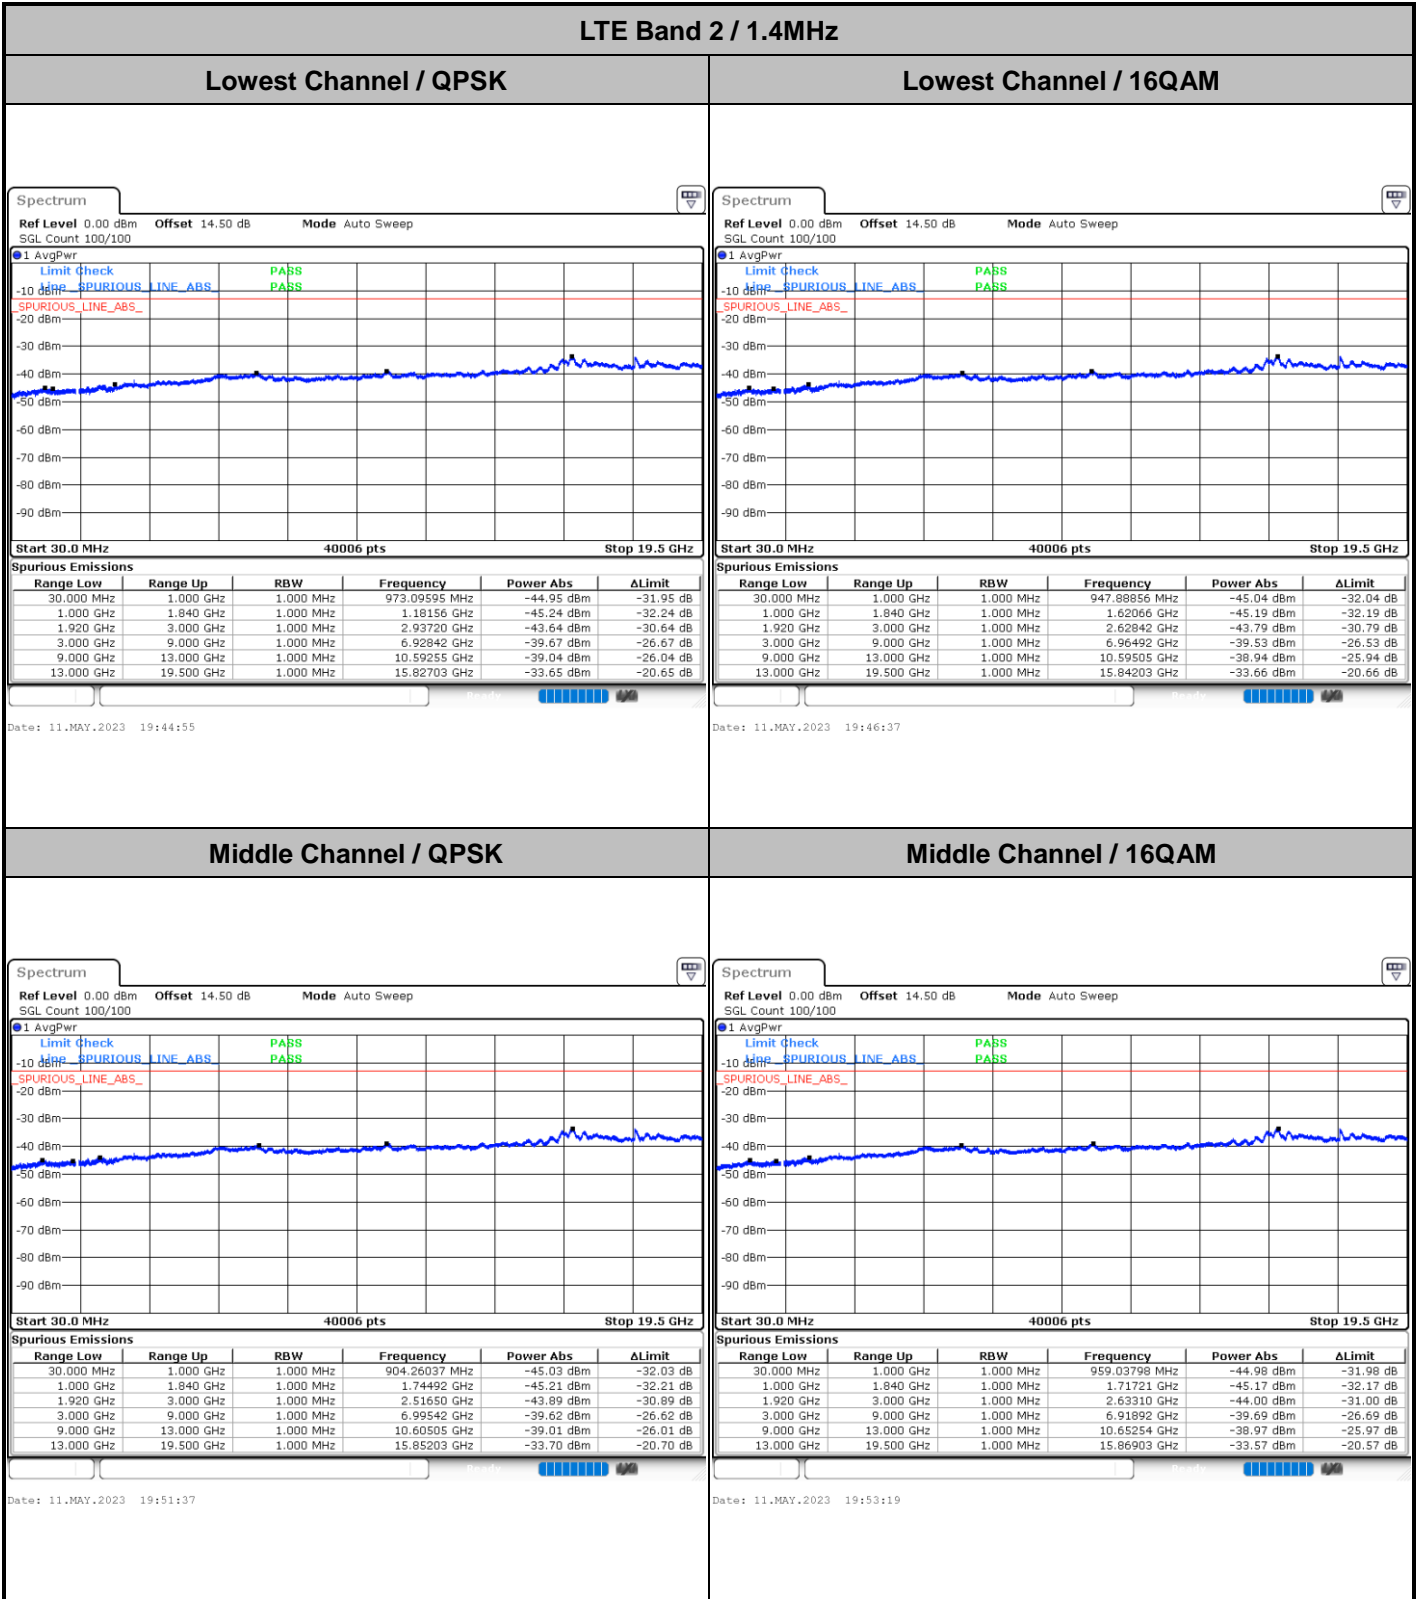 LTE Band 2 / 1.4MHz
Lowest Channel / QPSK
Lowest Channel / 16QAM
Spectrum
Ref Level 0.00 dBm Offset 14.50 dB Mode Auto Sweep
SGL Count 100/100
1 AvgPwr
Limit Check PASS
Line _SPURIOUS_LINE_ABS_ PASS
-10 dBm
_SPURIOUS_LINE_ABS_
-20 dBm
-30 dBm
-40 dBm
-50 dBm
-60 dBm
-70 dBm
-80 dBm
-90 dBm
Start 30.0 MHz 40006 pts Stop 19.5 GHz
Spurious Emissions
Range Low Range Up RBW Frequency Power Abs ΔLimit
30.000 MHz 1.000 GHz 1.000 MHz 973.09595 MHz -44.95 dBm -31.95 dB
1.000 GHz 1.840 GHz 1.000 MHz 1.18156 GHz -45.24 dBm -32.24 dB
1.920 GHz 3.000 GHz 1.000 MHz 2.93720 GHz -43.64 dBm -30.64 dB
3.000 GHz 9.000 GHz 1.000 MHz 6.92842 GHz -39.67 dBm -26.67 dB
9.000 GHz 13.000 GHz 1.000 MHz 10.59255 GHz -39.04 dBm -26.04 dB
13.000 GHz 19.500 GHz 1.000 MHz 15.82703 GHz -33.65 dBm -20.65 dB
Ready
Date: 11.MAY.2023 19:44:55
Spectrum
Ref Level 0.00 dBm Offset 14.50 dB Mode Auto Sweep
SGL Count 100/100
1 AvgPwr
Limit Check PASS
Line _SPURIOUS_LINE_ABS_ PASS
-10 dBm
_SPURIOUS_LINE_ABS_
-20 dBm
-30 dBm
-40 dBm
-50 dBm
-60 dBm
-70 dBm
-80 dBm
-90 dBm
Start 30.0 MHz 40006 pts Stop 19.5 GHz
Spurious Emissions
Range Low Range Up RBW Frequency Power Abs ΔLimit
30.000 MHz 1.000 GHz 1.000 MHz 947.88856 MHz -45.04 dBm -32.04 dB
1.000 GHz 1.840 GHz 1.000 MHz 1.62066 GHz -45.19 dBm -32.19 dB
1.920 GHz 3.000 GHz 1.000 MHz 2.62842 GHz -43.79 dBm -30.79 dB
3.000 GHz 9.000 GHz 1.000 MHz 6.96492 GHz -39.53 dBm -26.53 dB
9.000 GHz 13.000 GHz 1.000 MHz 10.59505 GHz -38.94 dBm -25.94 dB
13.000 GHz 19.500 GHz 1.000 MHz 15.84203 GHz -33.66 dBm -20.66 dB
Ready
Date: 11.MAY.2023 19:46:37
Middle Channel / QPSK
Middle Channel / 16QAM
Spectrum
Ref Level 0.00 dBm Offset 14.50 dB Mode Auto Sweep
SGL Count 100/100
1 AvgPwr
Limit Check PASS
Line _SPURIOUS_LINE_ABS_ PASS
-10 dBm
_SPURIOUS_LINE_ABS_
-20 dBm
-30 dBm
-40 dBm
-50 dBm
-60 dBm
-70 dBm
-80 dBm
-90 dBm
Start 30.0 MHz 40006 pts Stop 19.5 GHz
Spurious Emissions
Range Low Range Up RBW Frequency Power Abs ΔLimit
30.000 MHz 1.000 GHz 1.000 MHz 904.26037 MHz -45.03 dBm -32.03 dB
1.000 GHz 1.840 GHz 1.000 MHz 1.74492 GHz -45.21 dBm -32.21 dB
1.920 GHz 3.000 GHz 1.000 MHz 2.51650 GHz -43.89 dBm -30.89 dB
3.000 GHz 9.000 GHz 1.000 MHz 6.99542 GHz -39.62 dBm -26.62 dB
9.000 GHz 13.000 GHz 1.000 MHz 10.60505 GHz -39.01 dBm -26.01 dB
13.000 GHz 19.500 GHz 1.000 MHz 15.85203 GHz -33.70 dBm -20.70 dB
Ready
Date: 11.MAY.2023 19:51:37
Spectrum
Ref Level 0.00 dBm Offset 14.50 dB Mode Auto Sweep
SGL Count 100/100
1 AvgPwr
Limit Check PASS
Line _SPURIOUS_LINE_ABS_ PASS
-10 dBm
_SPURIOUS_LINE_ABS_
-20 dBm
-30 dBm
-40 dBm
-50 dBm
-60 dBm
-70 dBm
-80 dBm
-90 dBm
Start 30.0 MHz 40006 pts Stop 19.5 GHz
Spurious Emissions
Range Low Range Up RBW Frequency Power Abs ΔLimit
30.000 MHz 1.000 GHz 1.000 MHz 959.03798 MHz -44.98 dBm -31.98 dB
1.000 GHz 1.840 GHz 1.000 MHz 1.71721 GHz -45.17 dBm -32.17 dB
1.920 GHz 3.000 GHz 1.000 MHz 2.63310 GHz -44.00 dBm -31.00 dB
3.000 GHz 9.000 GHz 1.000 MHz 6.91892 GHz -39.69 dBm -26.69 dB
9.000 GHz 13.000 GHz 1.000 MHz 10.65254 GHz -38.97 dBm -25.97 dB
13.000 GHz 19.500 GHz 1.000 MHz 15.86903 GHz -33.57 dBm -20.57 dB
Ready
Date: 11.MAY.2023 19:53:19